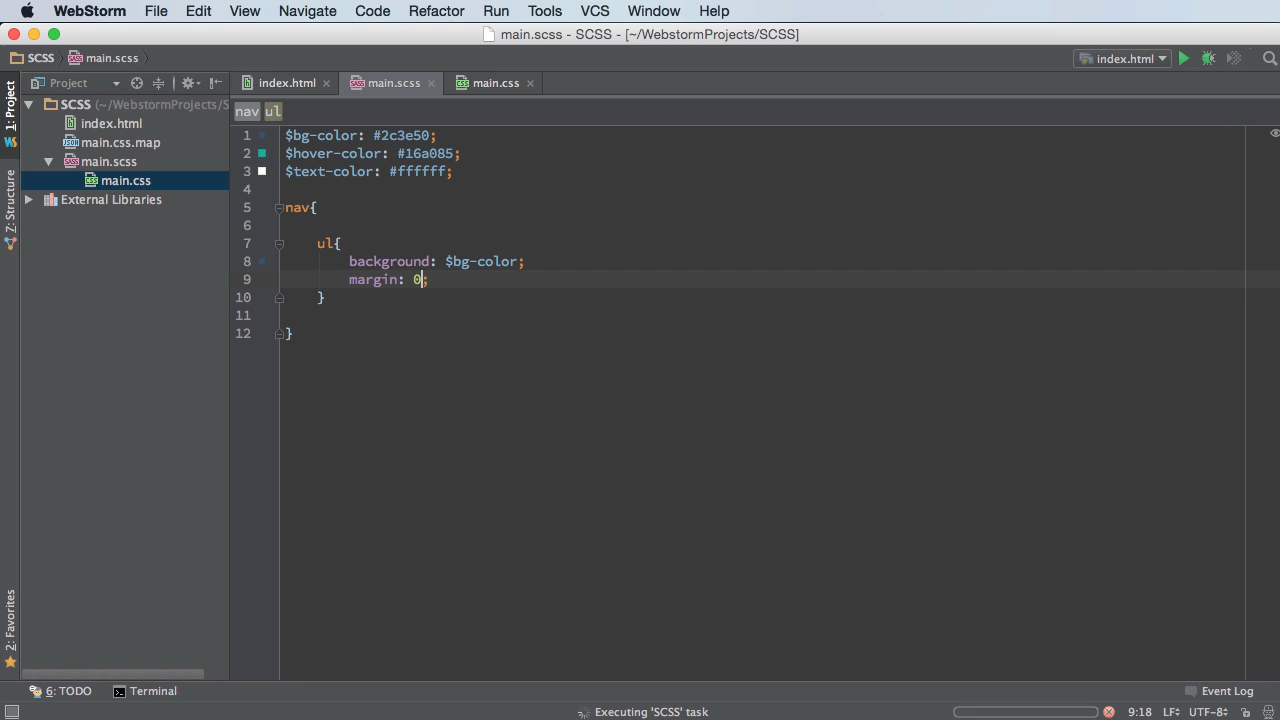 WebStorm File Edit View Navigate Code Refactor Run Tools VCS Window Help
main.scss - SCSS - [~/WebstormProjects/SCSS]
SCSS main.scss index.html
Project index.html main.scss main.css
SCSS (~/WebstormProjects/S
index.html
main.css.map
main.scss
main.css
External Libraries
1: Project
Z: Structure
2: Favorites
nav ul
1 $bg-color: #2c3e50;
2 $hover-color: #16a085;
3 $text-color: #ffffff;
4
5 nav{
6
7 ul{
8 background: $bg-color;
9 margin: 0;
10 }
11
12 }
6: TODO Terminal Event Log
Executing 'SCSS' task 9:18 LF UTF-8